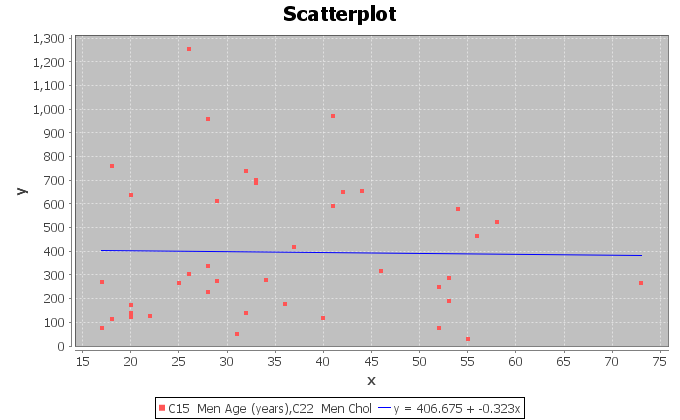 Scatterplot
1,300
1,200
1,100
1,000
900
800
700
600
500
400
300
200
100
0
y
15 20 25 30 35 40 45 50 55 60 65 70 75
x
C15 Men Age (years),C22 Men Chol — y = 406.675 + -0.323x